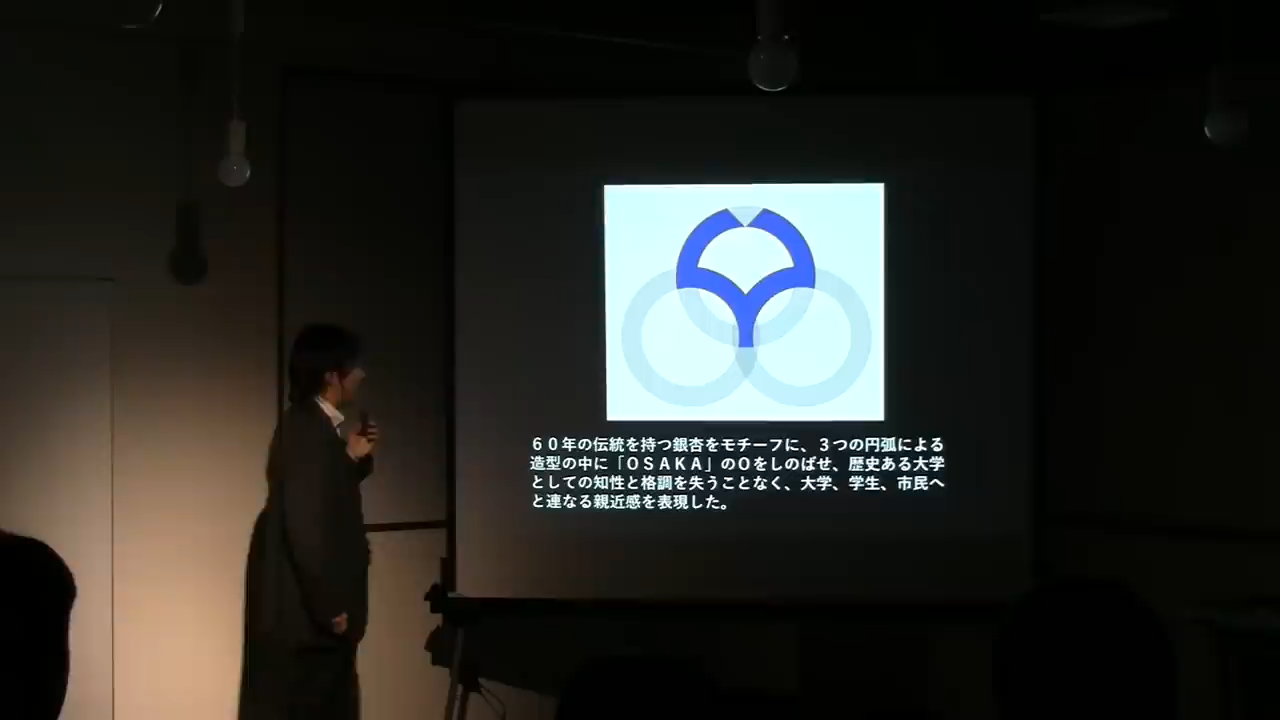 ６０年の伝統を持つ銀杏をモチーフに、３つの円弧による
造型の中に「ＯＳＡＫＡ」のＯをしのばせ、歴史ある大学
としての知性と格調を失うことなく、大学、学生、市民へ
と連なる親近感を表現した。